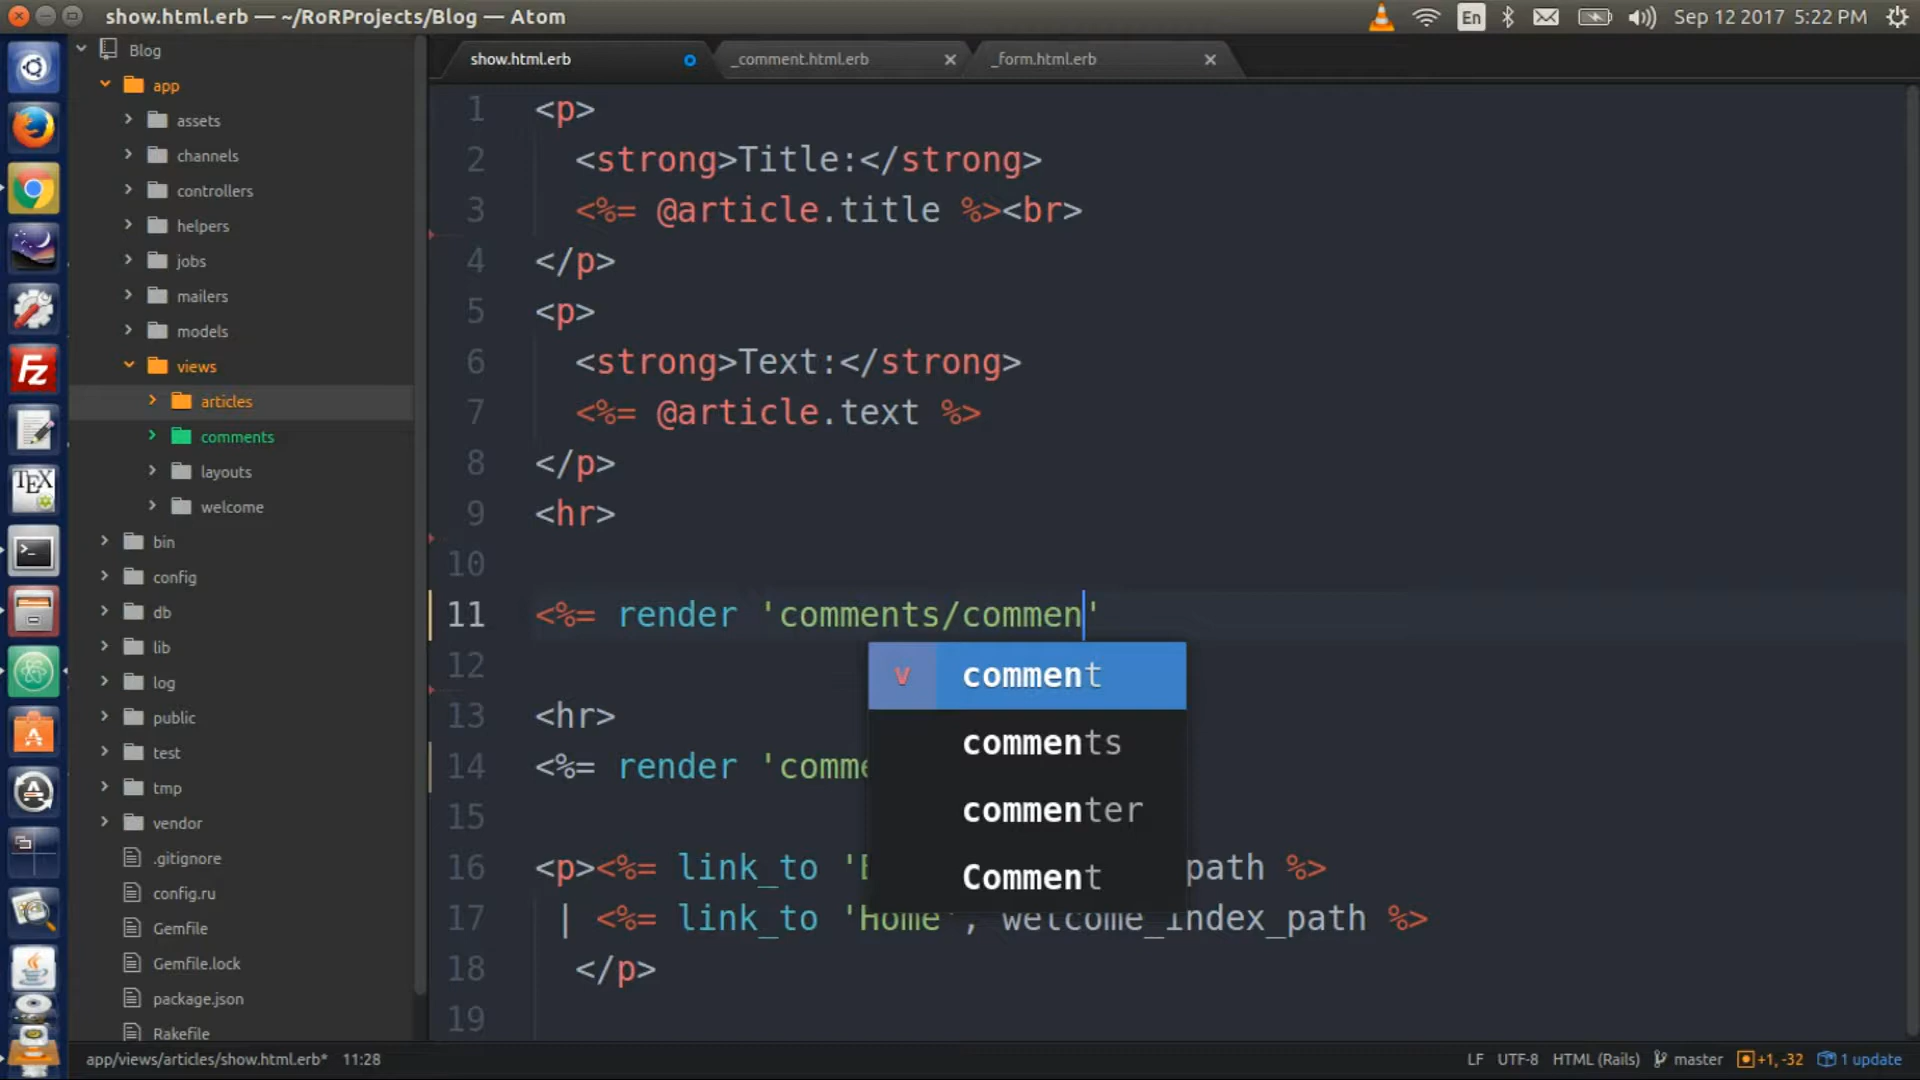 show.html.erb — ~/RoRProjects/Blog — Atom
En
Sep 12 2017 5:22 PM
Blog
app
assets
channels
controllers
helpers
jobs
mailers
models
views
articles
comments
layouts
welcome
bin
config
db
lib
log
public
test
tmp
vendor
.gitignore
config.ru
Gemfile
Gemfile.lock
package.json
Rakefile
Fz
TEX
show.html.erb
_comment.html.erb
_form.html.erb
1 <p>
2 <strong>Title:</strong>
3 <%= @article.title %><br>
4 </p>
5 <p>
6 <strong>Text:</strong>
7 <%= @article.text %>
8 </p>
9 <hr>
10
11 <%= render 'comments/commen'
12
13 <hr>
14 <%= render 'comme
15
16 <p><%= link_to ' path %>
17 | <%= link_to 'Home', welcome_index_path %>
18 </p>
19
v comment
comments
commenter
Comment
app/views/articles/show.html.erb* 11:28
LF UTF-8 HTML (Rails) master +1, -32 1 update